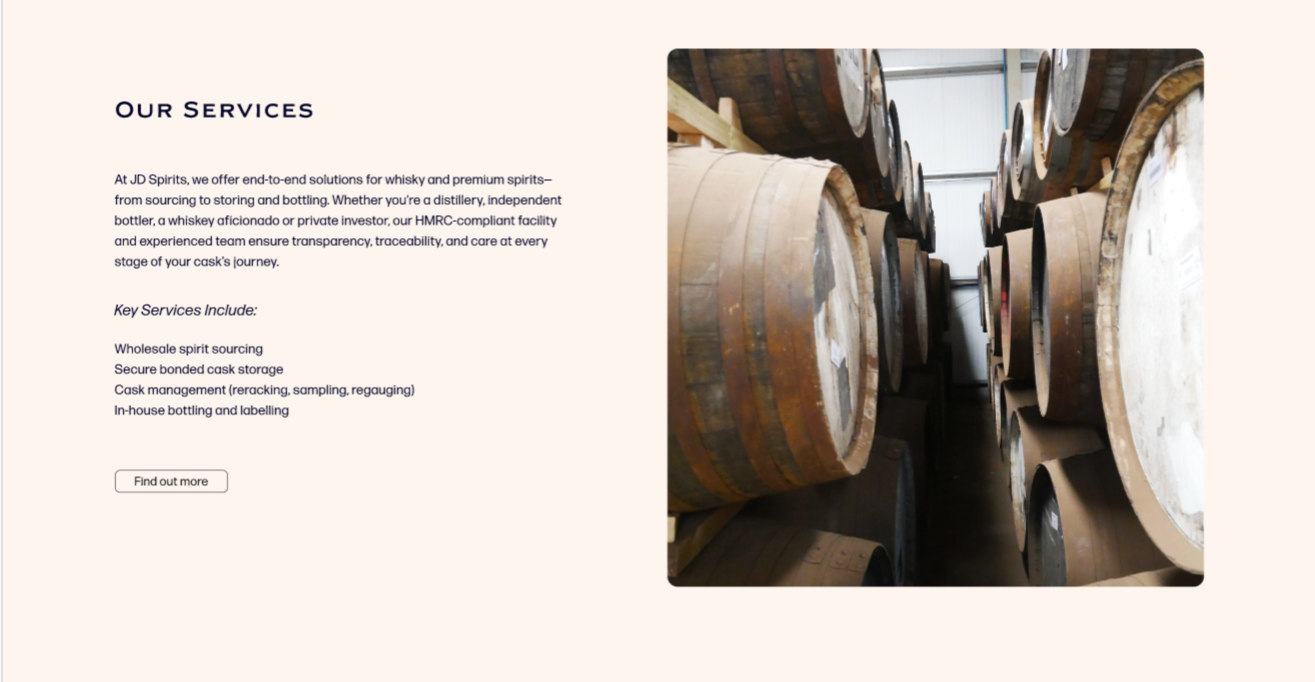 Our Services
At JD Spirits, we offer end-to-end solutions for whisky and premium spirits—
from sourcing to storing and bottling. Whether you're a distillery, independent
bottler, a whiskey aficionado or private investor, our HMRC-compliant facility
and experienced team ensure transparency, traceability, and care at every
stage of your cask's journey.
Key Services Include:
Wholesale spirit sourcing
Secure bonded cask storage
Cask management (reracking, sampling, regauging)
In-house bottling and labelling
Find out more